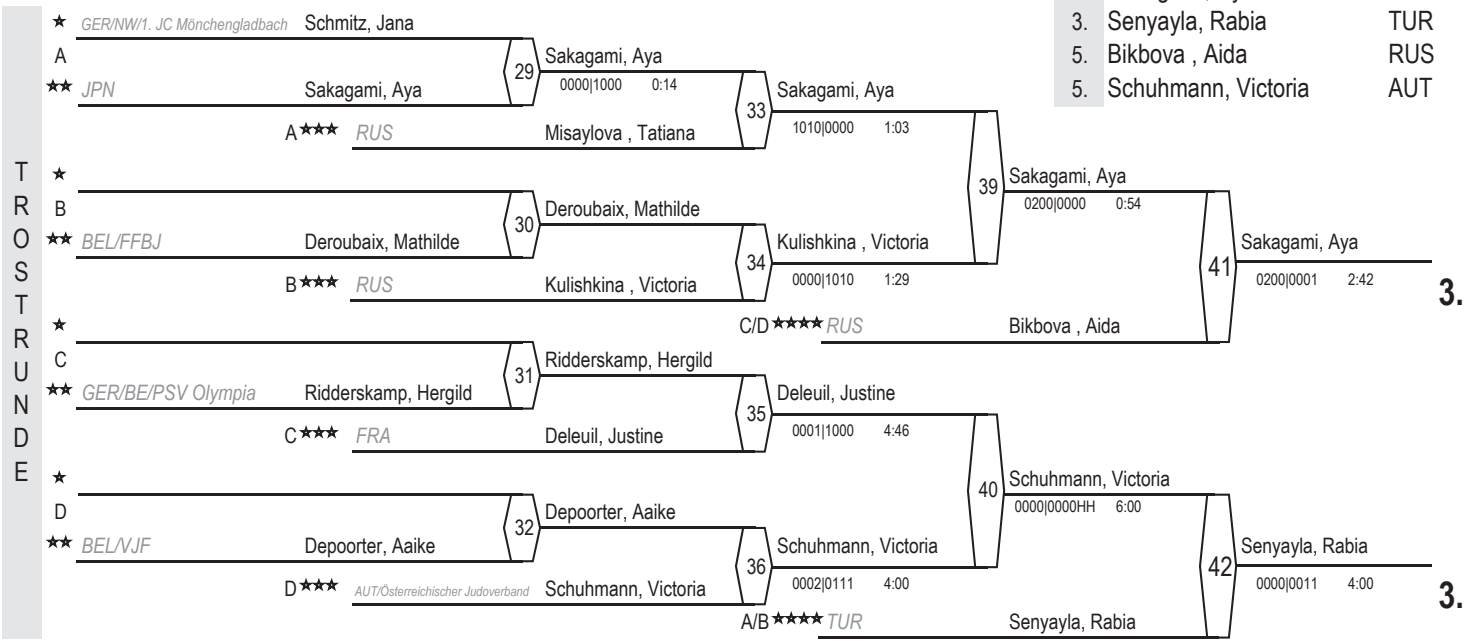 3. Senyayla, Rabia TUR
5. Bikbova , Aida RUS
5. Schuhmann, Victoria AUT
TROSTRUNDE
★ GER/NW/1. JC Mönchengladbach Schmitz, Jana
A
★★ JPN Sakagami, Aya
29
Sakagami, Aya
0000|1000 0:14
A ★★★ RUS Misaylova , Tatiana
33
Sakagami, Aya
1010|0000 1:03
★
B
★★ BEL/FFBJ Deroubaix, Mathilde
30
Deroubaix, Mathilde
B ★★★ RUS Kulishkina , Victoria
34
Kulishkina , Victoria
0000|1010 1:29
39
Sakagami, Aya
0200|0000 0:54
C/D ★★★★ RUS Bikbova , Aida
41
Sakagami, Aya
0200|0001 2:42
3.
★
C
★★ GER/BE/PSV Olympia Ridderskamp, Hergild
31
Ridderskamp, Hergild
C ★★★ FRA Deleuil, Justine
35
Deleuil, Justine
0001|1000 4:46
★
D
★★ BEL/VJF Depoorter, Aaike
32
Depoorter, Aaike
D ★★★ AUT/Österreichischer Judoverband Schuhmann, Victoria
36
Schuhmann, Victoria
0002|0111 4:00
40
Schuhmann, Victoria
0000|0000HH 6:00
A/B ★★★★ TUR Senyayla, Rabia
42
Senyayla, Rabia
0000|0011 4:00
3.